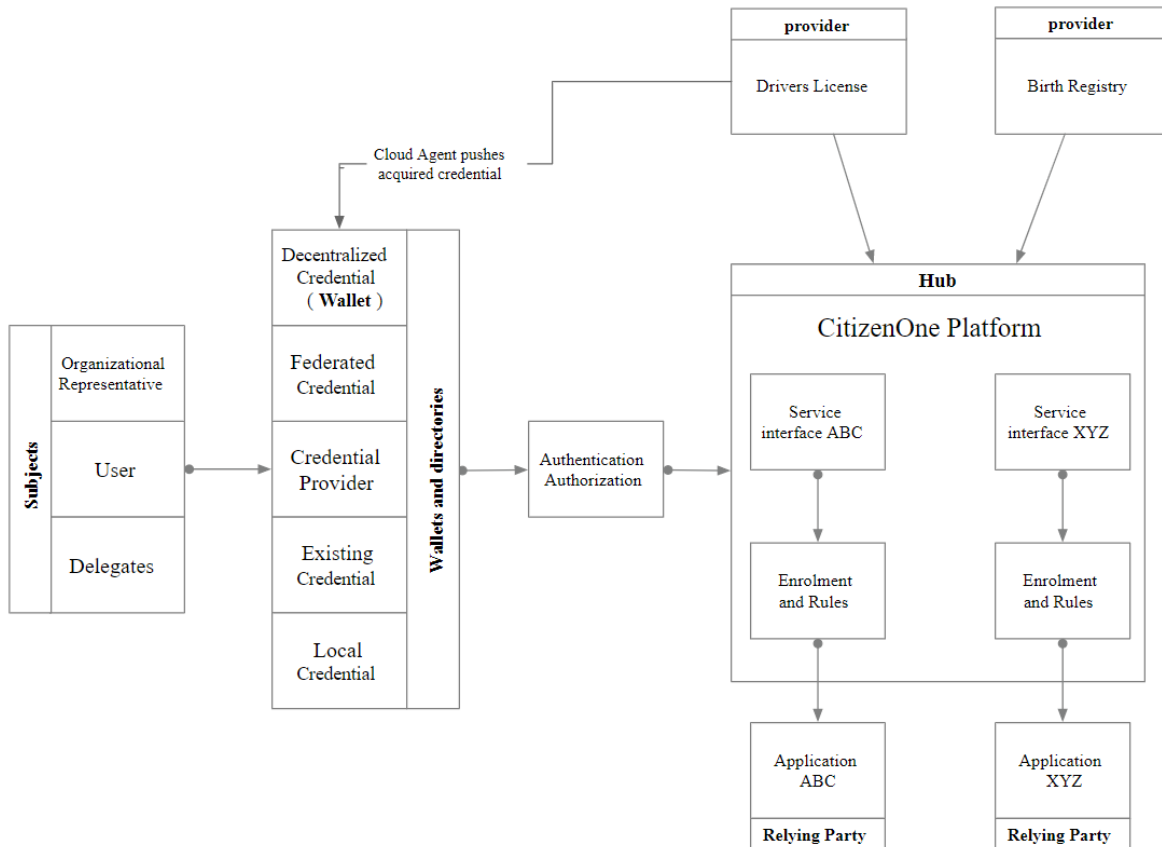 provider
Drivers License
provider
Birth Registry
Cloud Agent pushes
acquired credential
Subjects
Organizational
Representative
User
Delegates
Decentralized
Credential
( Wallet )
Federated
Credential
Credential
Provider
Existing
Credential
Local
Credential
Wallets and directories
Authentication
Authorization
Hub
CitizenOne Platform
Service
interface ABC
Service
interface XYZ
Enrolment
and Rules
Enrolment
and Rules
Application
ABC
Relying Party
Application
XYZ
Relying Party